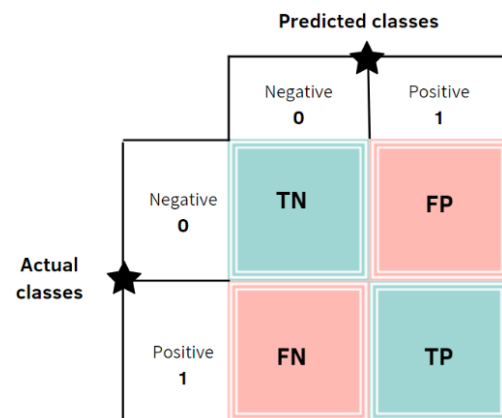 Predicted classes
Negative Positive
0 1
Negative
0
TN FP
Actual
classes
Positive
1
FN TP